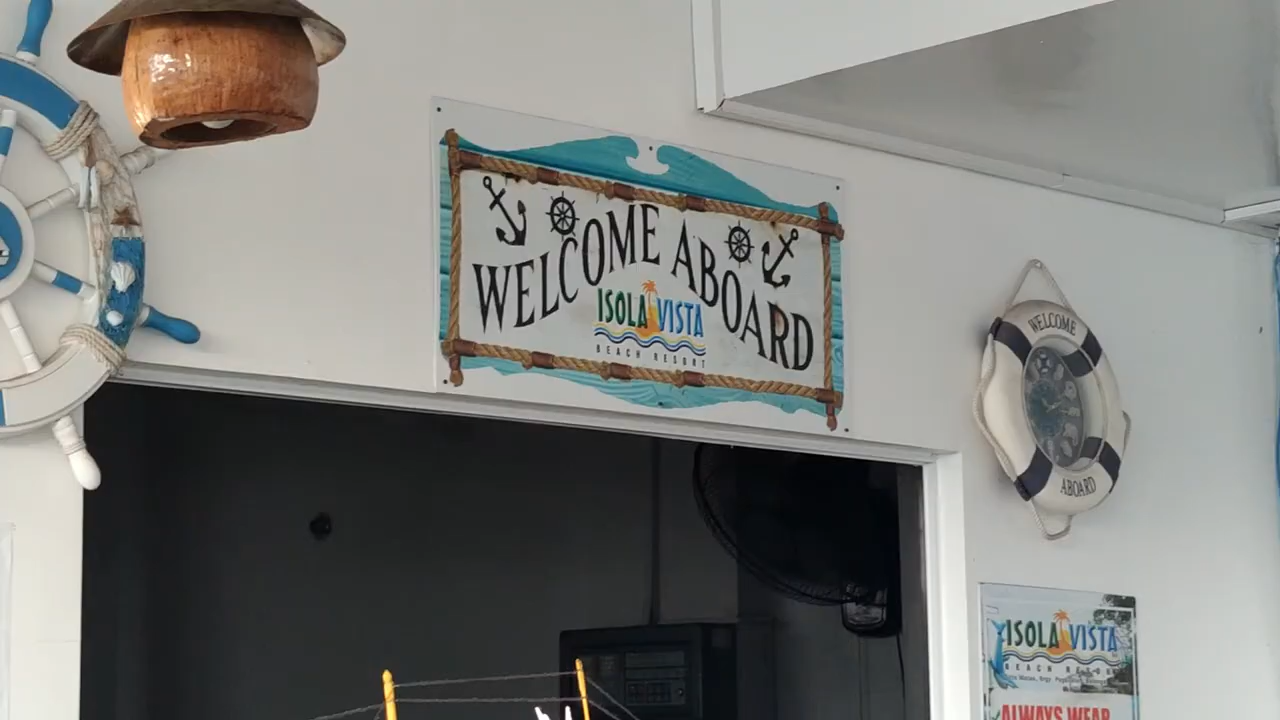 WELCOME ABOARD
ISOLA VISTA
BEACH RESORT
WELCOME
ABOARD
ISOLA VISTA
BEACH RESORT
ALWAYS WEAR